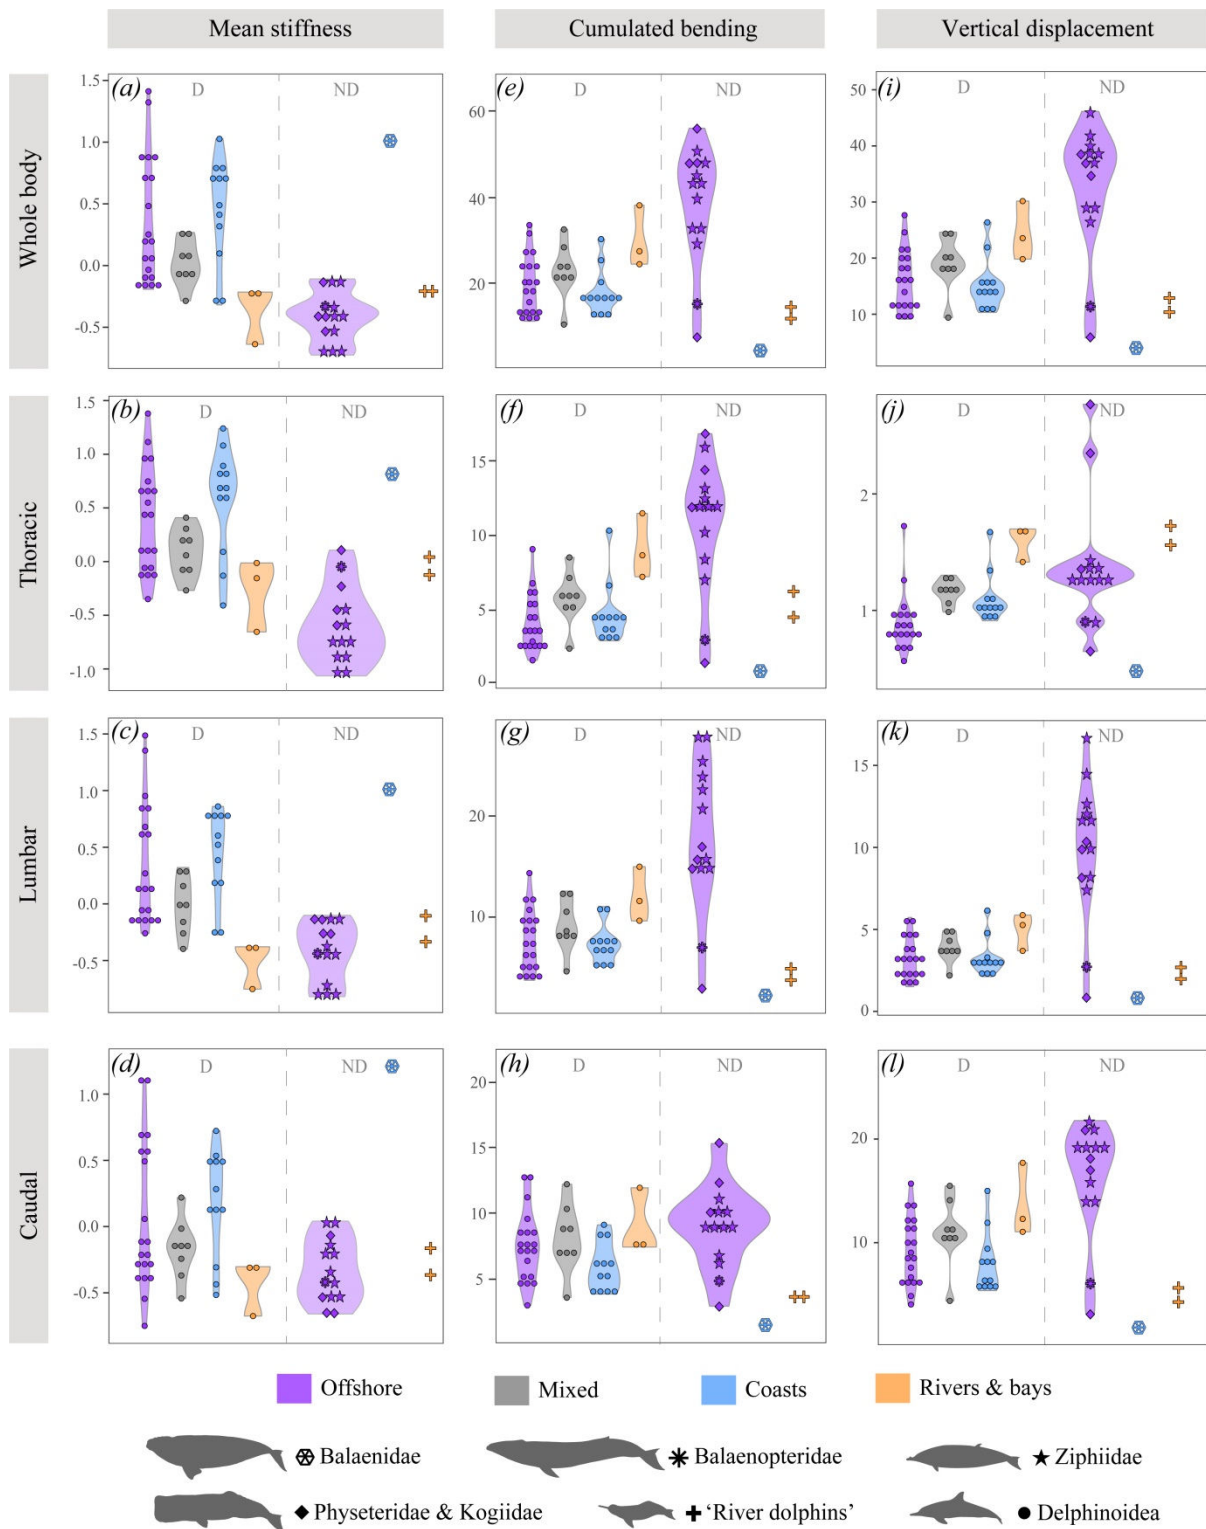 Mean stiffness
Cumulated bending
Vertical displacement
Whole body
(a)
D
ND
1.5
1.0
0.5
0.0
-0.5
(e)
D
ND
60
40
20
(i)
D
ND
50
40
30
20
10
Thoracic
(b)
D
ND
1.5
1.0
0.5
0.0
-0.5
-1.0
(f)
D
ND
15
10
5
0
(j)
D
ND
2
1
Lumbar
(c)
D
ND
1.5
1.0
0.5
0.0
-0.5
(g)
D
ND
20
10
(k)
D
ND
15
10
5
0
Caudal
(d)
D
ND
1.0
0.5
0.0
-0.5
(h)
D
ND
20
15
10
5
(l)
D
ND
20
10
Offshore
Mixed
Coasts
Rivers & bays
Balaenidae
Balaenopteridae
Ziphiidae
Physeteridae & Kogiidae
‘River dolphins’
Delphinoidea